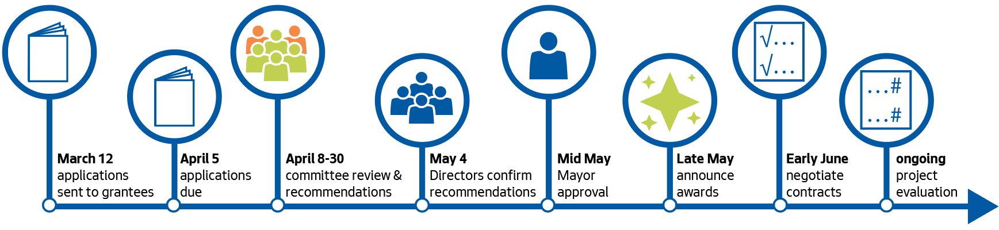 √...
√...
...#
...#
March 12
applications
sent to grantees
April 5
applications
due
April 8-30
committee review &
recommendations
May 4
Directors confirm
recommendations
Mid May
Mayor
approval
Late May
announce
awards
Early June
negotiate
contracts
ongoing
project
evaluation